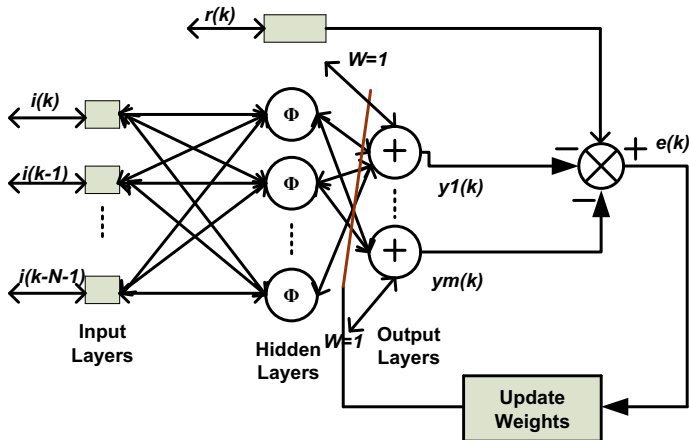 r(k)
W=1
i(k)
Φ
e(k)
+
−
+
i(k-1)
Φ
y1(k)
−
+
i(k-N-1)
Φ
ym(k)
W=1
Input
Layers
Hidden
Layers
Output
Layers
Update
Weights